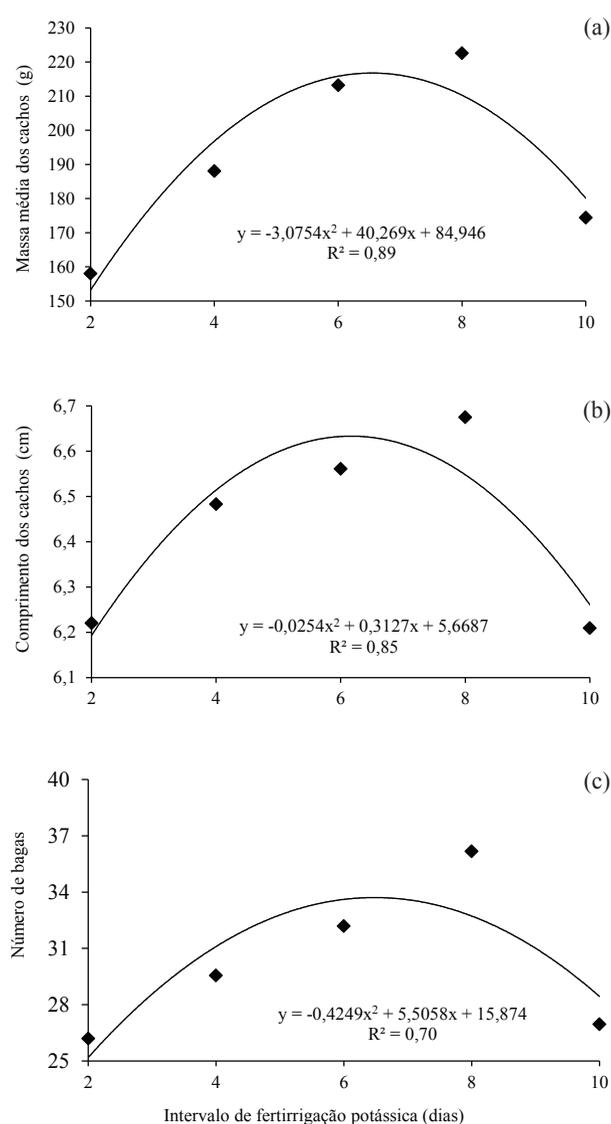 (a)
Massa média dos cachos (g)
230
220
210
200
190
180
170
160
150
y = -3,0754x² + 40,269x + 84,946
R² = 0,89
2 4 6 8 10
(b)
Comprimento dos cachos (cm)
6,7
6,6
6,5
6,4
6,3
6,2
6,1
y = -0,0254x² + 0,3127x + 5,6687
R² = 0,85
2 4 6 8 10
(c)
Número de bagas
40
37
34
31
28
25
y = -0,4249x² + 5,5058x + 15,874
R² = 0,70
2 4 6 8 10
Intervalo de fertirrigação potássica (dias)